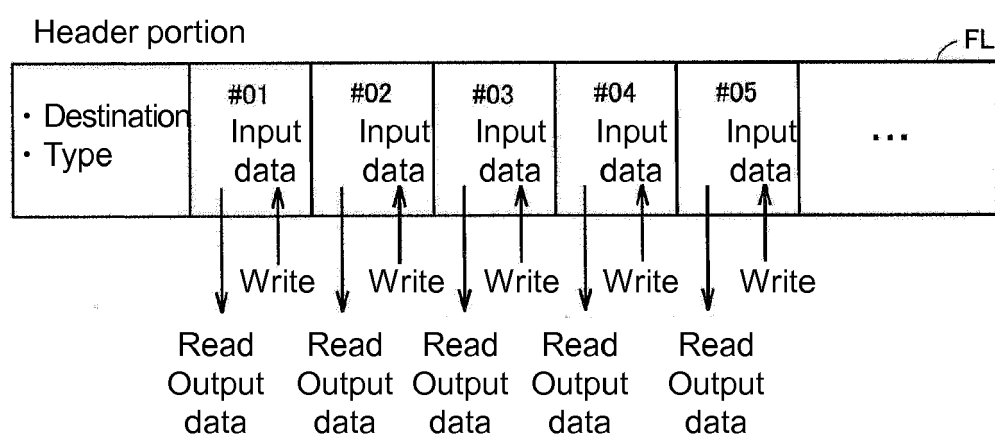 Header portion
FL
・Destination
・Type
#01
Input
data
#02
Input
data
#03
Input
data
#04
Input
data
#05
Input
data
...
Write
Write
Write
Write
Write
Read
Output
data
Read
Output
data
Read
Output
data
Read
Output
data
Read
Output
data